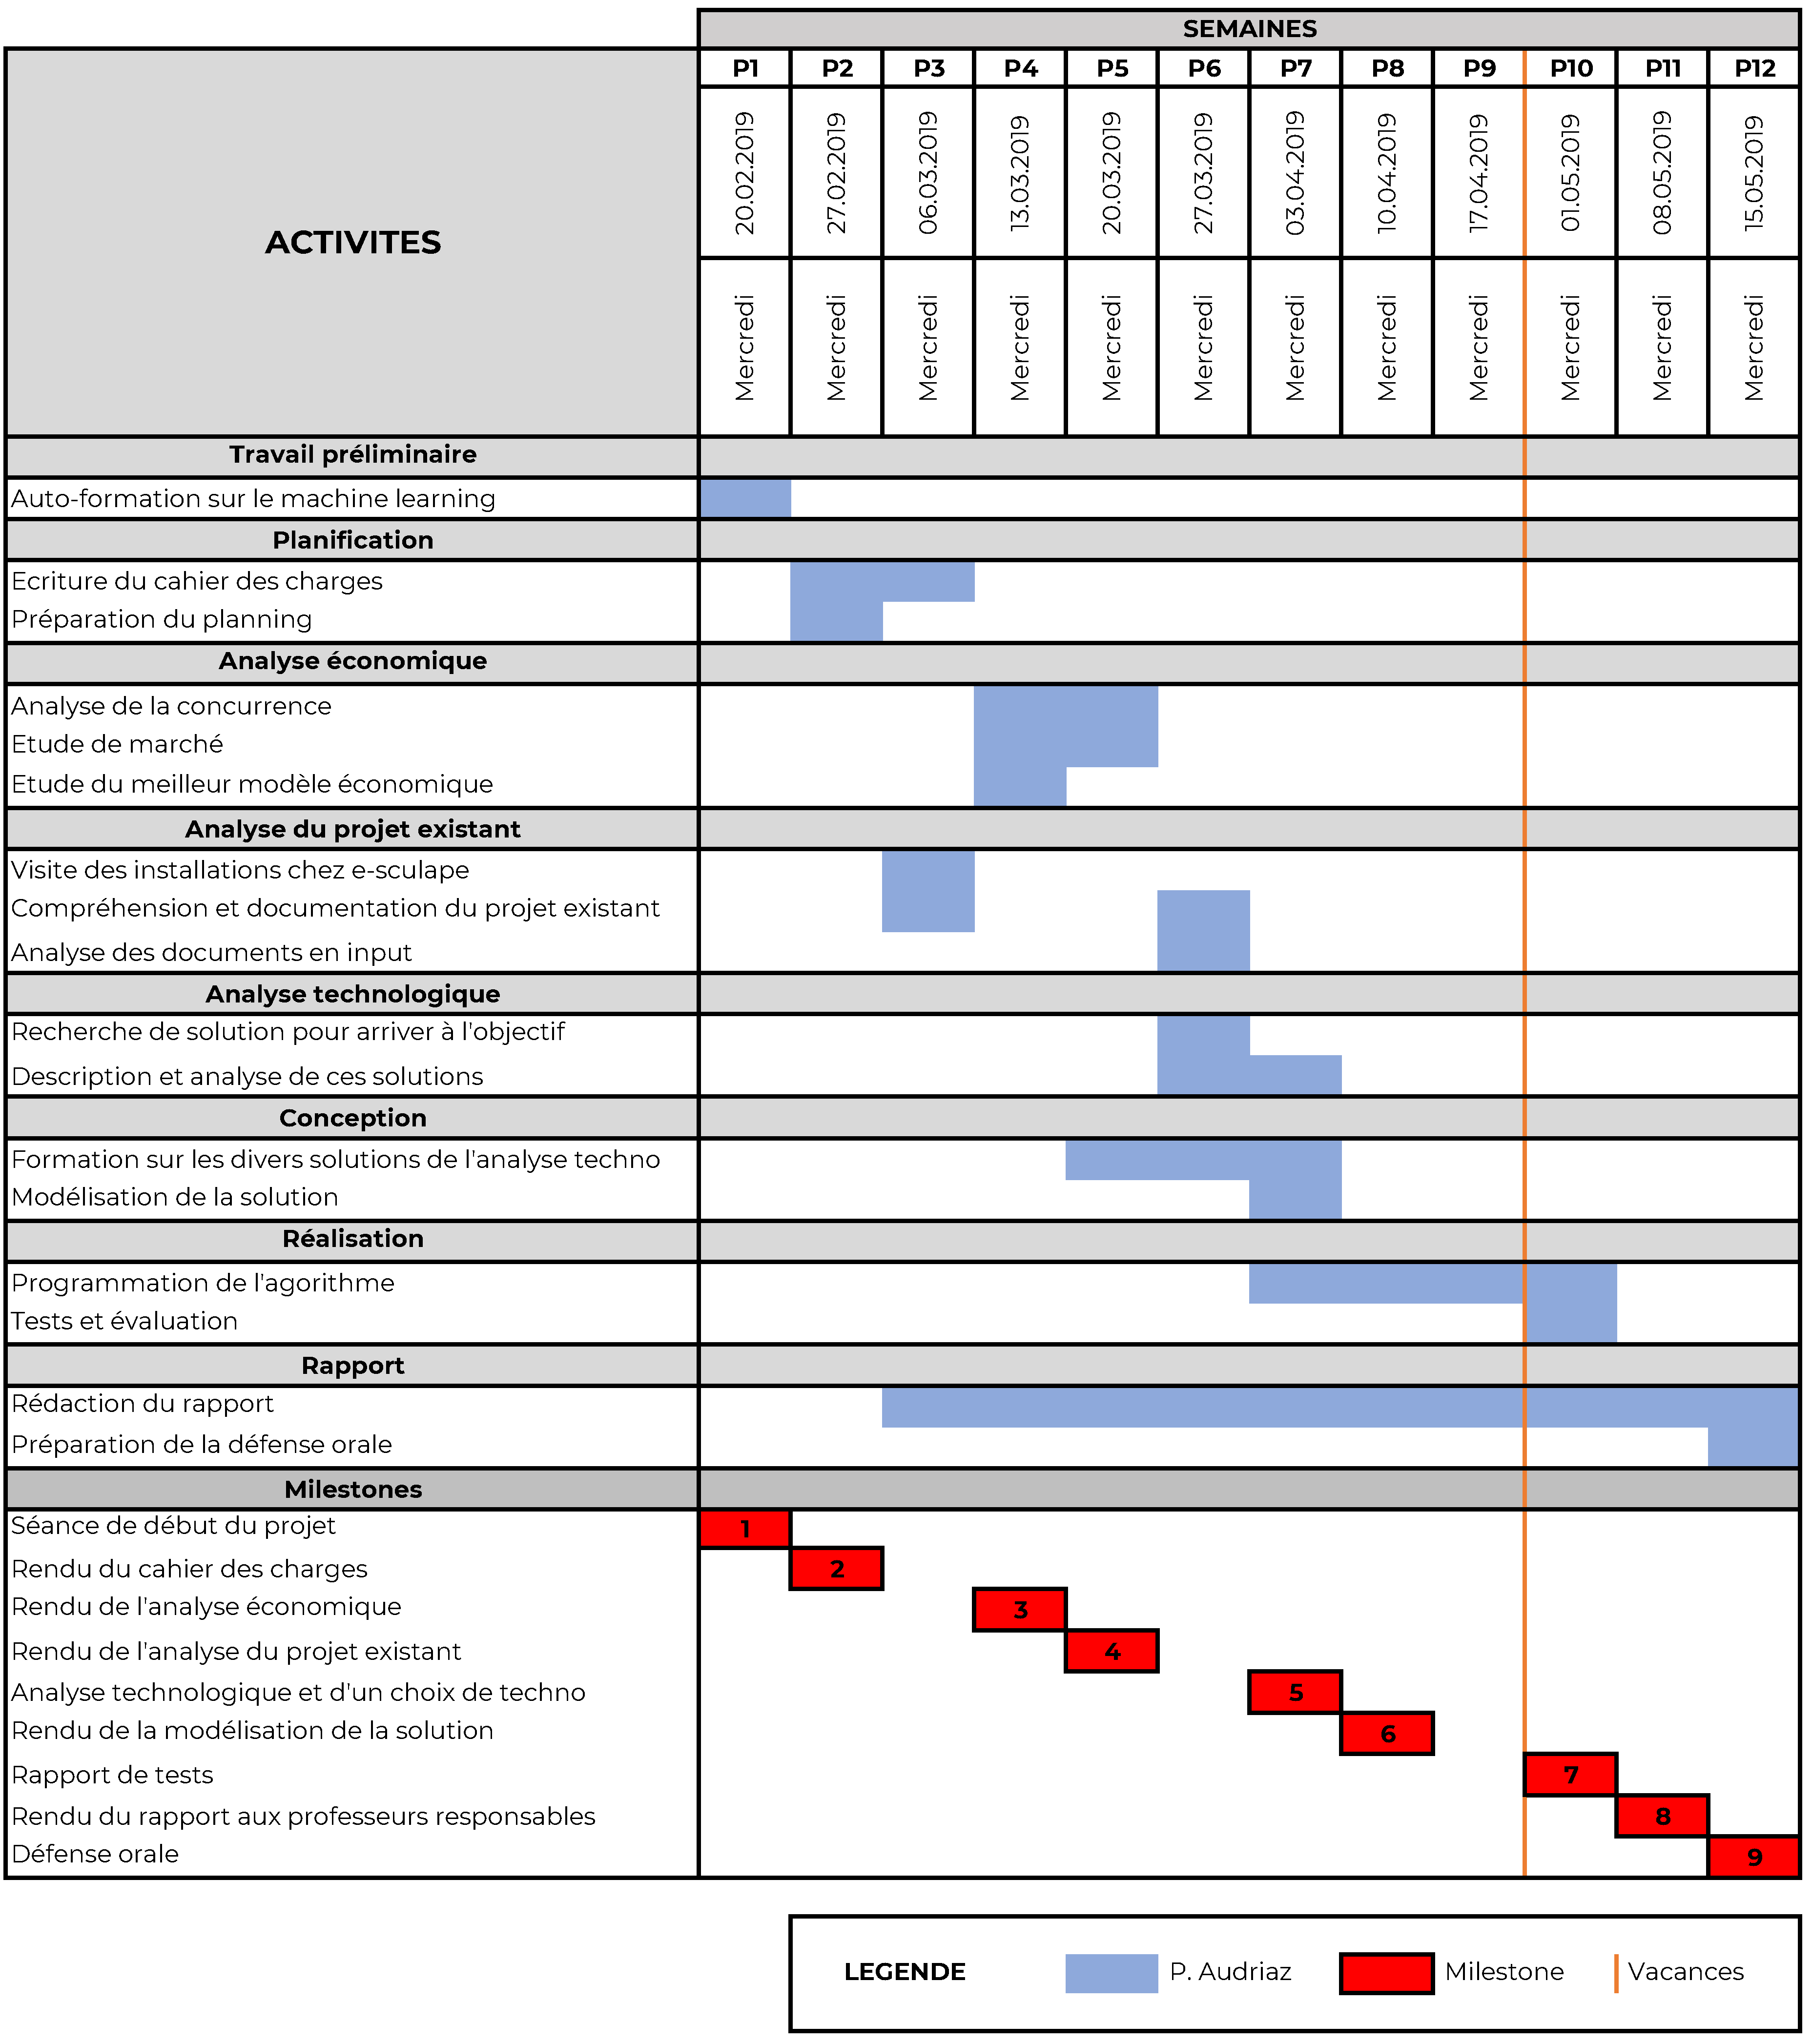 SEMAINES
P1 P2 P3 P4 P5 P6 P7 P8 P9 P10 P11 P12
20.02.2019 27.02.2019 06.03.2019 13.03.2019 20.03.2019 27.03.2019 03.04.2019 10.04.2019 17.04.2019 01.05.2019 08.05.2019 15.05.2019
ACTIVITES
Mercredi Mercredi Mercredi Mercredi Mercredi Mercredi Mercredi Mercredi Mercredi Mercredi Mercredi Mercredi
Travail préliminaire
Auto-formation sur le machine learning
Planification
Ecriture du cahier des charges
Préparation du planning
Analyse économique
Analyse de la concurrence
Etude de marché
Etude du meilleur modèle économique
Analyse du projet existant
Visite des installations chez e-sculape
Compréhension et documentation du projet existant
Analyse des documents en input
Analyse technologique
Recherche de solution pour arriver à l'objectif
Description et analyse de ces solutions
Conception
Formation sur les divers solutions de l'analyse techno
Modélisation de la solution
Réalisation
Programmation de l'agorithme
Tests et évaluation
Rapport
Rédaction du rapport
Préparation de la défense orale
Milestones
Séance de début du projet 1
Rendu du cahier des charges 2
Rendu de l'analyse économique 3
Rendu de l'analyse du projet existant 4
Analyse technologique et d'un choix de techno 5
Rendu de la modélisation de la solution 6
Rapport de tests 7
Rendu du rapport aux professeurs responsables 8
Défense orale 9
LEGENDE P. Audriaz Milestone Vacances